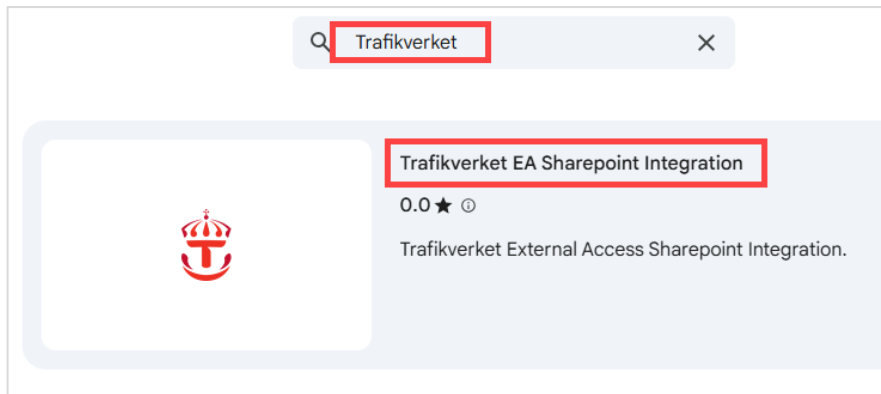 Trafikverket
Trafikverket EA Sharepoint Integration
0.0
Trafikverket External Access Sharepoint Integration.